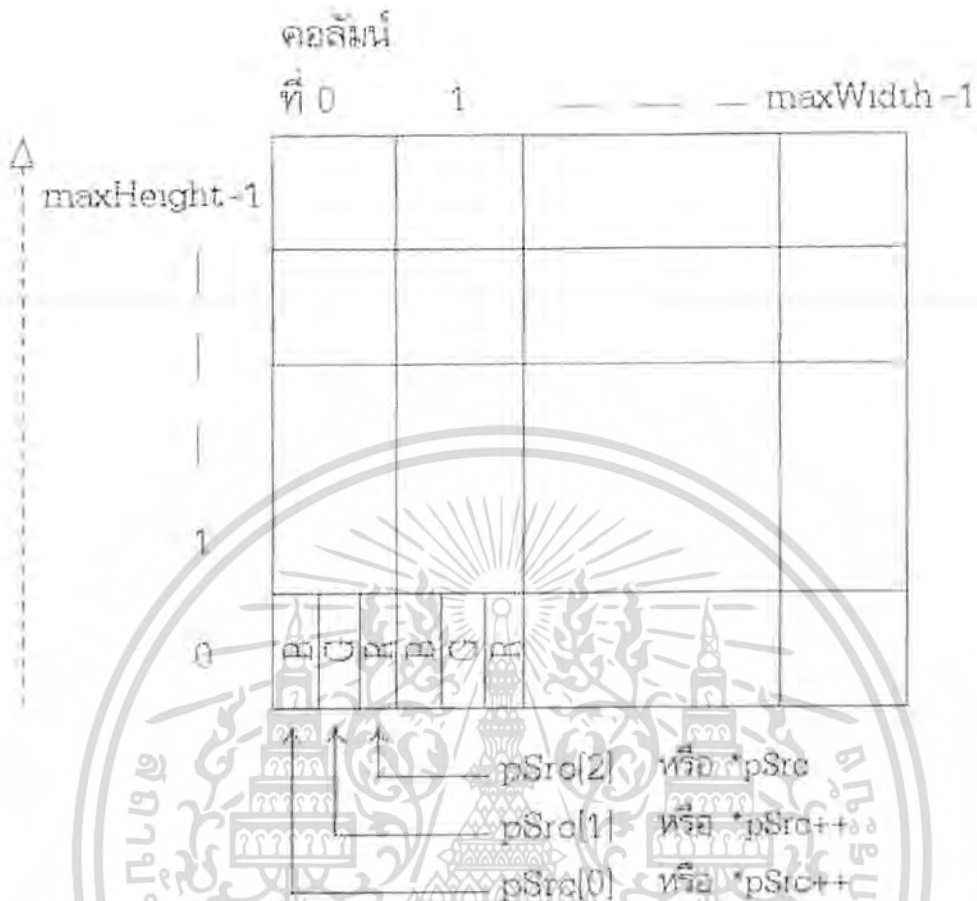 คอลัมน์
ที่ 0 1 — — — maxWidth-1
maxHeight-1
1
0 B G R B G R
pSrc[2] หรือ *pSrc
pSrc[1] หรือ *pSrc++
pSrc[0] หรือ *pSrc++